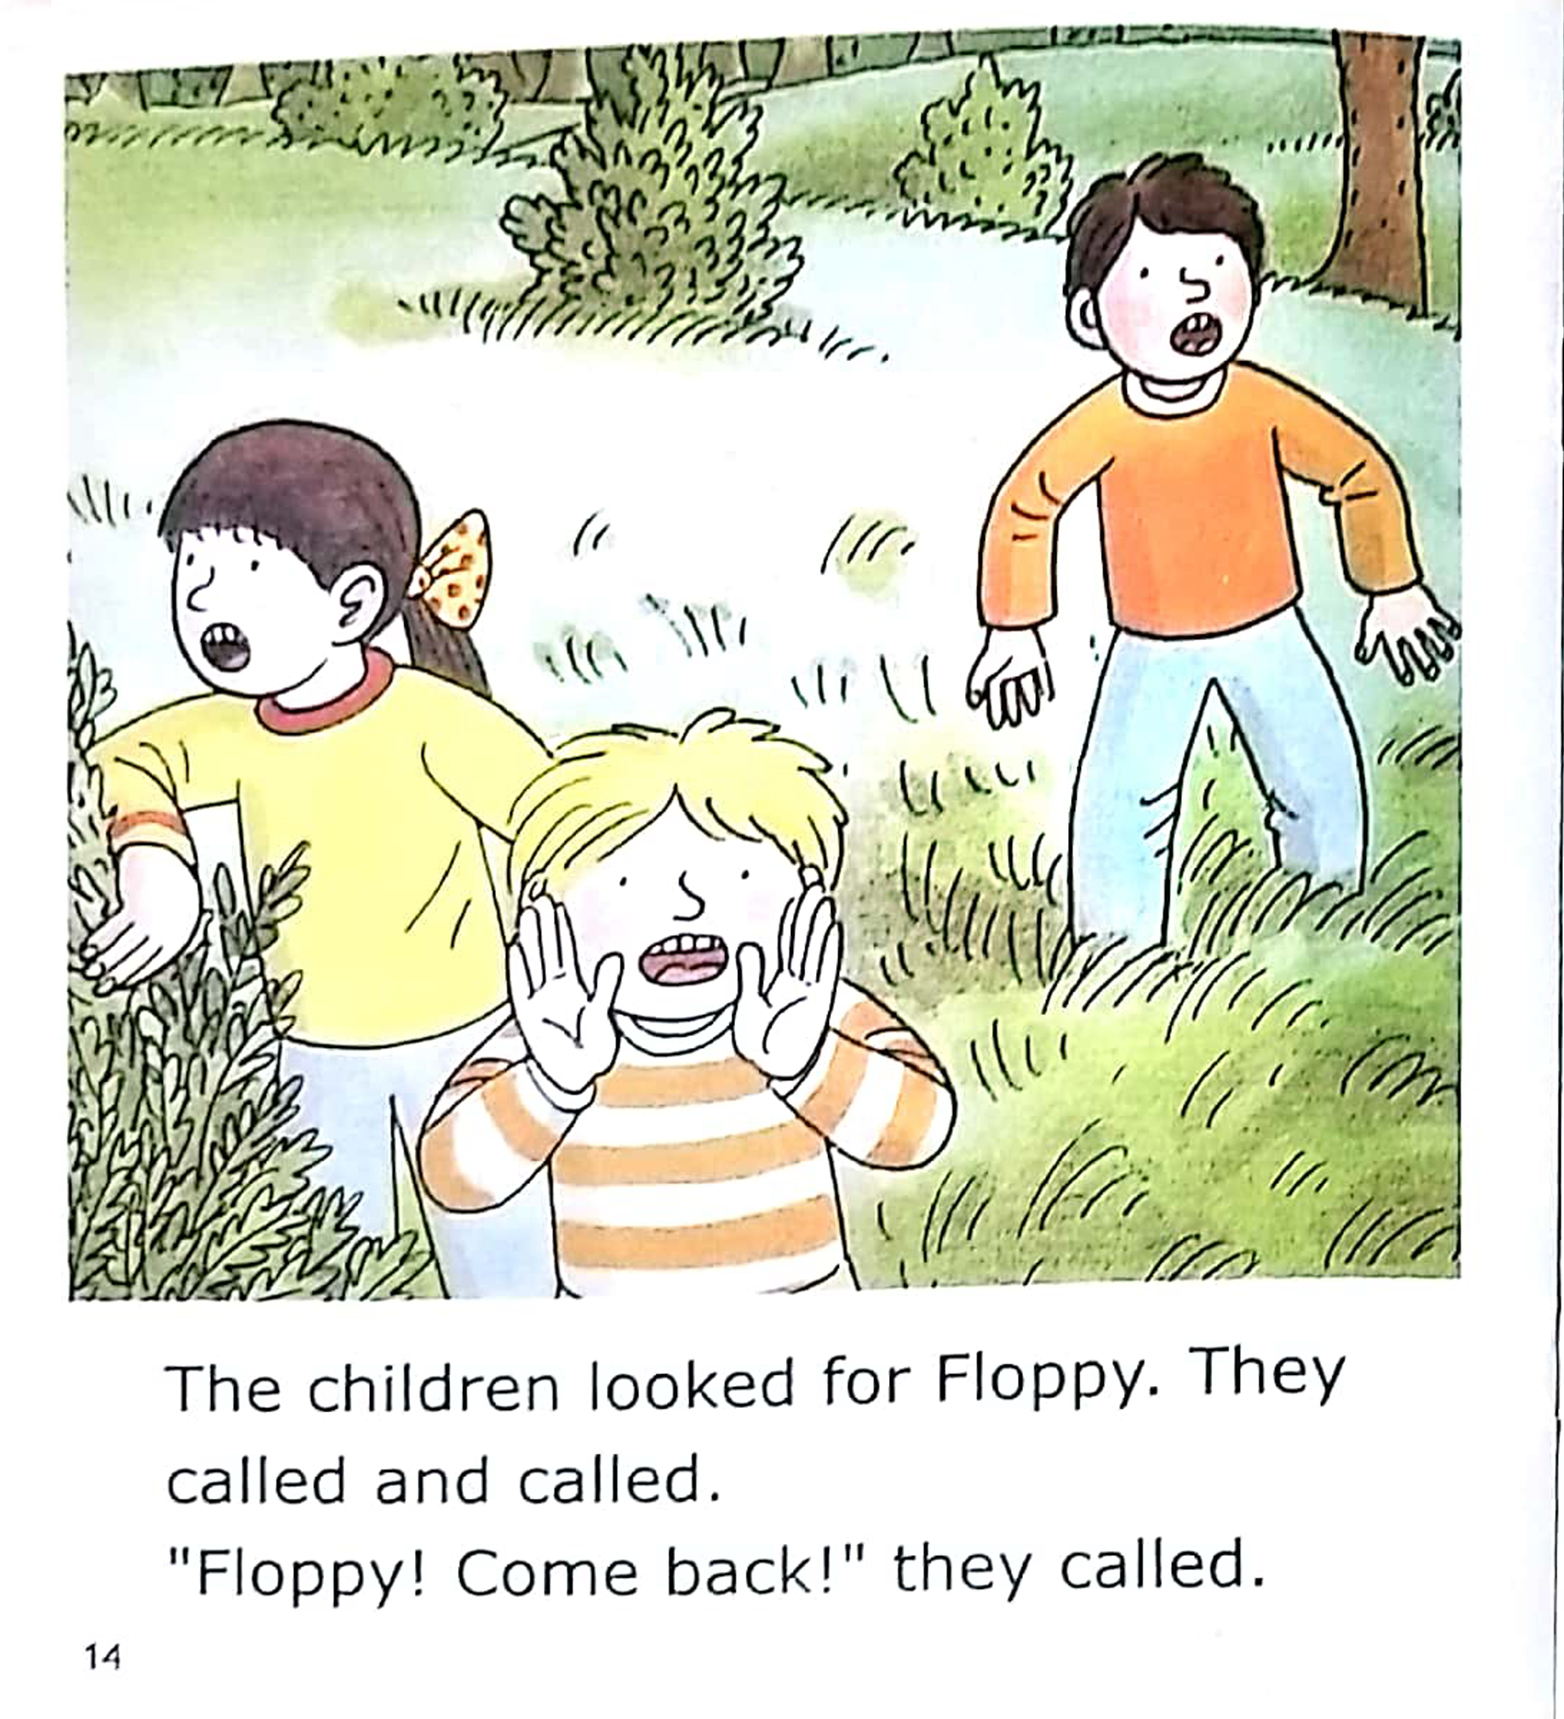 The children looked for Floppy. They
called and called.
"Floppy! Come back!" they called.
14